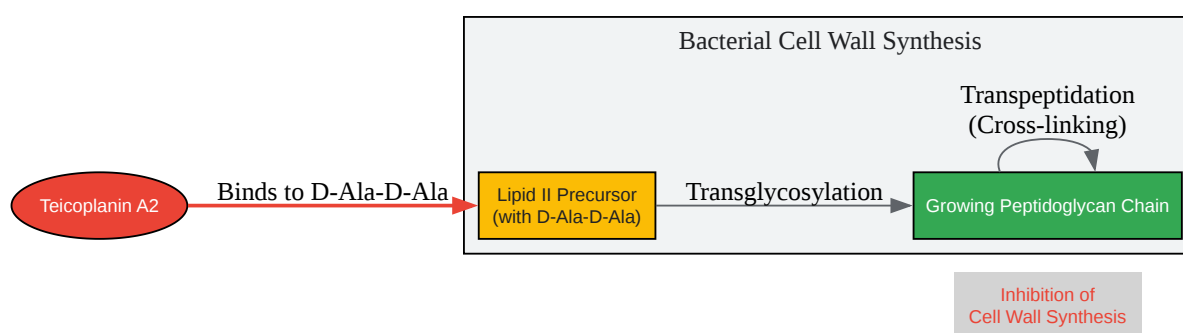 Bacterial Cell Wall Synthesis
Transpeptidation
(Cross-linking)
Teicoplanin A2
Binds to D-Ala-D-Ala
Lipid II Precursor
(with D-Ala-D-Ala)
Transglycosylation
Growing Peptidoglycan Chain
Inhibition of
Cell Wall Synthesis